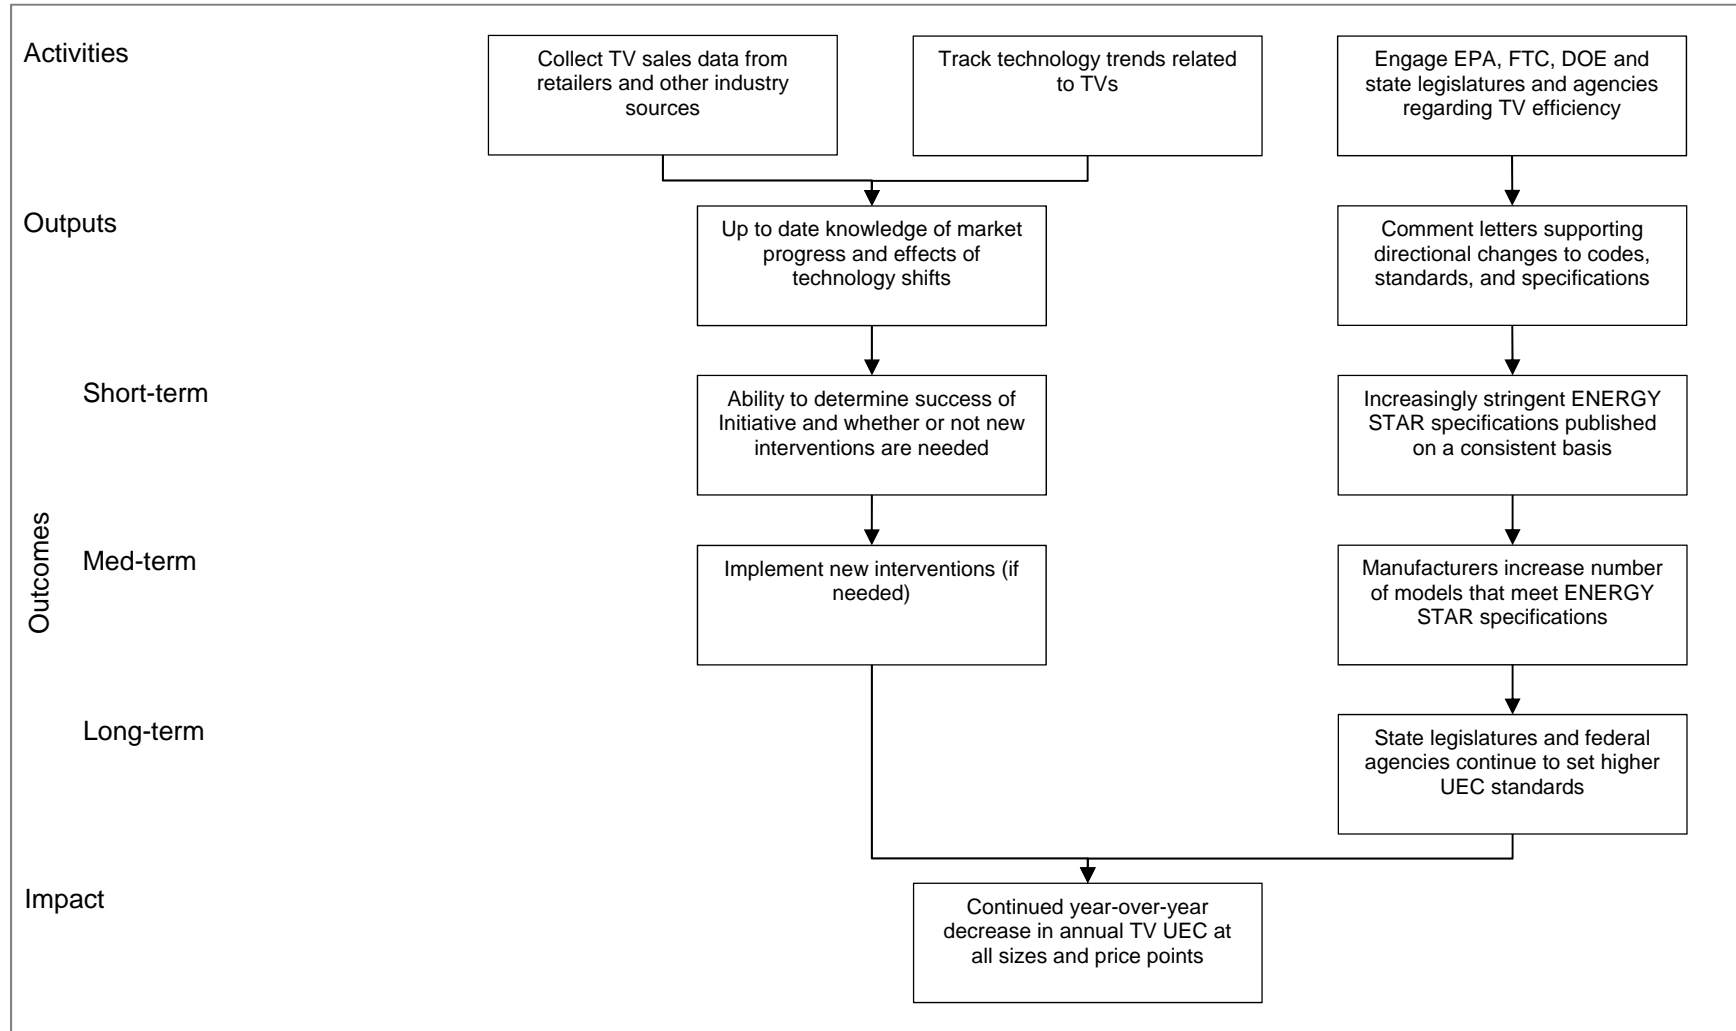 Activities
Collect TV sales data from
retailers and other industry
sources
Track technology trends related
to TVs
Engage EPA, FTC, DOE and
state legislatures and agencies
regarding TV efficiency
Outputs
Up to date knowledge of market
progress and effects of
technology shifts
Comment letters supporting
directional changes to codes,
standards, and specifications
Outcomes
Short-term
Ability to determine success of
Initiative and whether or not new
interventions are needed
Increasingly stringent ENERGY
STAR specifications published
on a consistent basis
Med-term
Implement new interventions (if
needed)
Manufacturers increase number
of models that meet ENERGY
STAR specifications
Long-term
State legislatures and federal
agencies continue to set higher
UEC standards
Impact
Continued year-over-year
decrease in annual TV UEC at
all sizes and price points